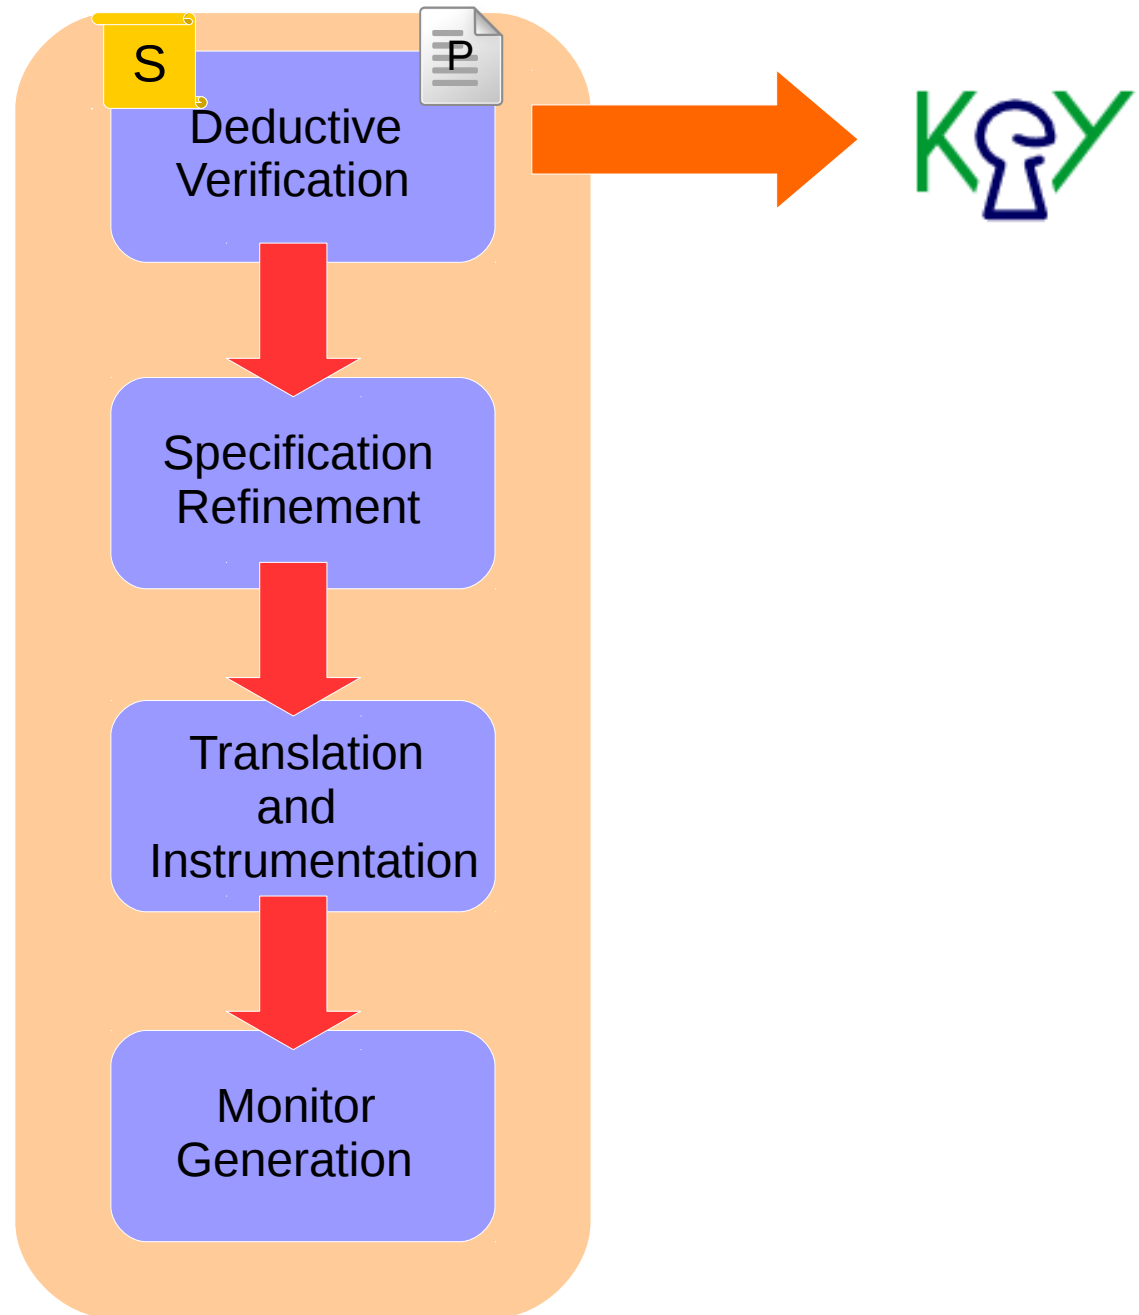 S
P
Deductive
Verification
KeY
Specification
Refinement
Translation
and
Instrumentation
Monitor
Generation